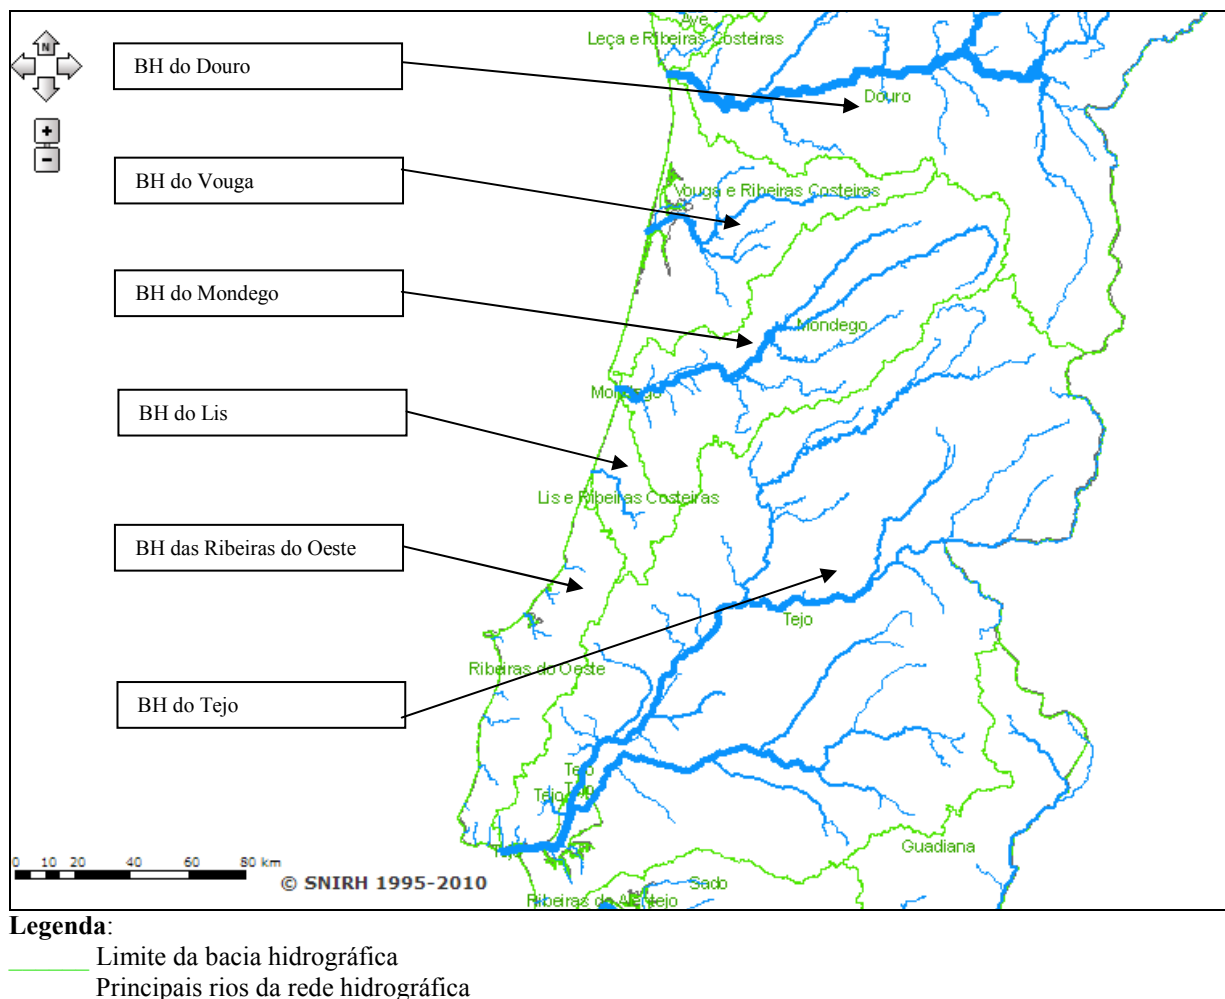 Ave
Leça e Ribeiras Costeiras
N
BH do Douro
Douro
+
-
BH do Vouga
Vouga e Ribeiras Costeiras
BH do Mondego
Mondego
Mondego
BH do Lis
Lis e Ribeiras Costeiras
BH das Ribeiras do Oeste
Tejo
Ribeiras do Oeste
BH do Tejo
Tejo
Tejo
Tejo
Guadiana
0 10 20 40 60 80 km
© SNIRH 1995-2010
Sado
Ribeiras do Alentejo
Legenda:
Limite da bacia hidrográfica
Principais rios da rede hidrográfica